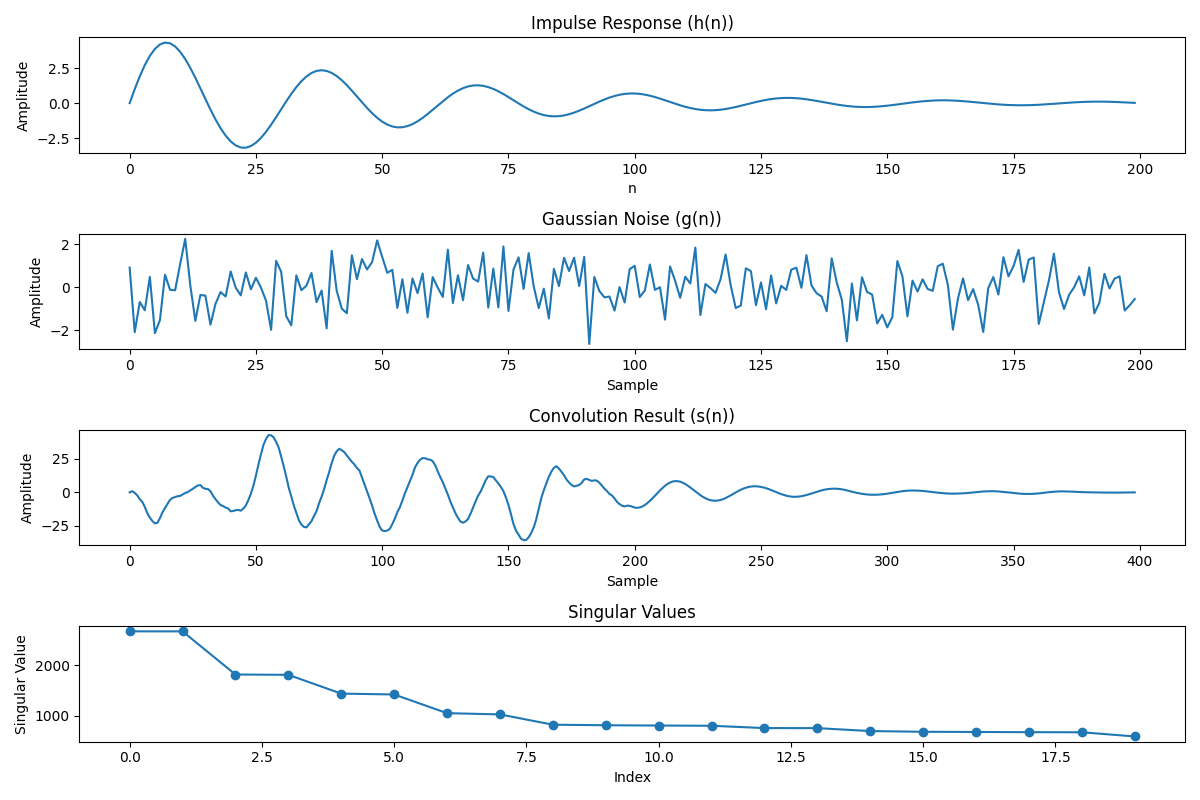 Impulse Response (h(n))
Amplitude
2.5
0.0
−2.5
0 25 50 75 100 125 150 175 200
n
Gaussian Noise (g(n))
Amplitude
2
0
−2
0 25 50 75 100 125 150 175 200
Sample
Convolution Result (s(n))
Amplitude
25
0
−25
0 50 100 150 200 250 300 350 400
Sample
Singular Values
Singular Value
2000
1000
0.0 2.5 5.0 7.5 10.0 12.5 15.0 17.5
Index